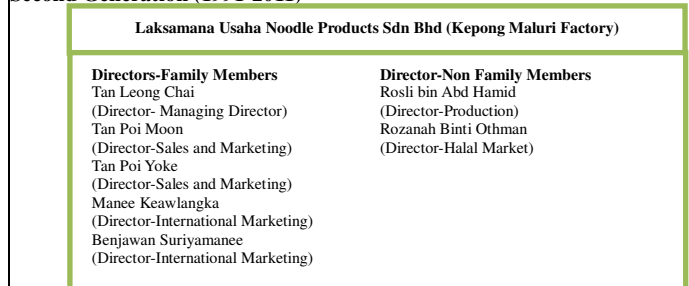 Laksamana Usaha Noodle Products Sdn Bhd (Kepong Maluri Factory)
Directors-Family Members
Tan Leong Chai
(Director- Managing Director)
Tan Poi Moon
(Director-Sales and Marketing)
Tan Poi Yoke
(Director-Sales and Marketing)
Manee Keawlangka
(Director-International Marketing)
Benjawan Suriyamanee
(Director-International Marketing)
Director-Non Family Members
Rosli bin Abd Hamid
(Director-Production)
Rozanah Binti Othman
(Director-Halal Market)